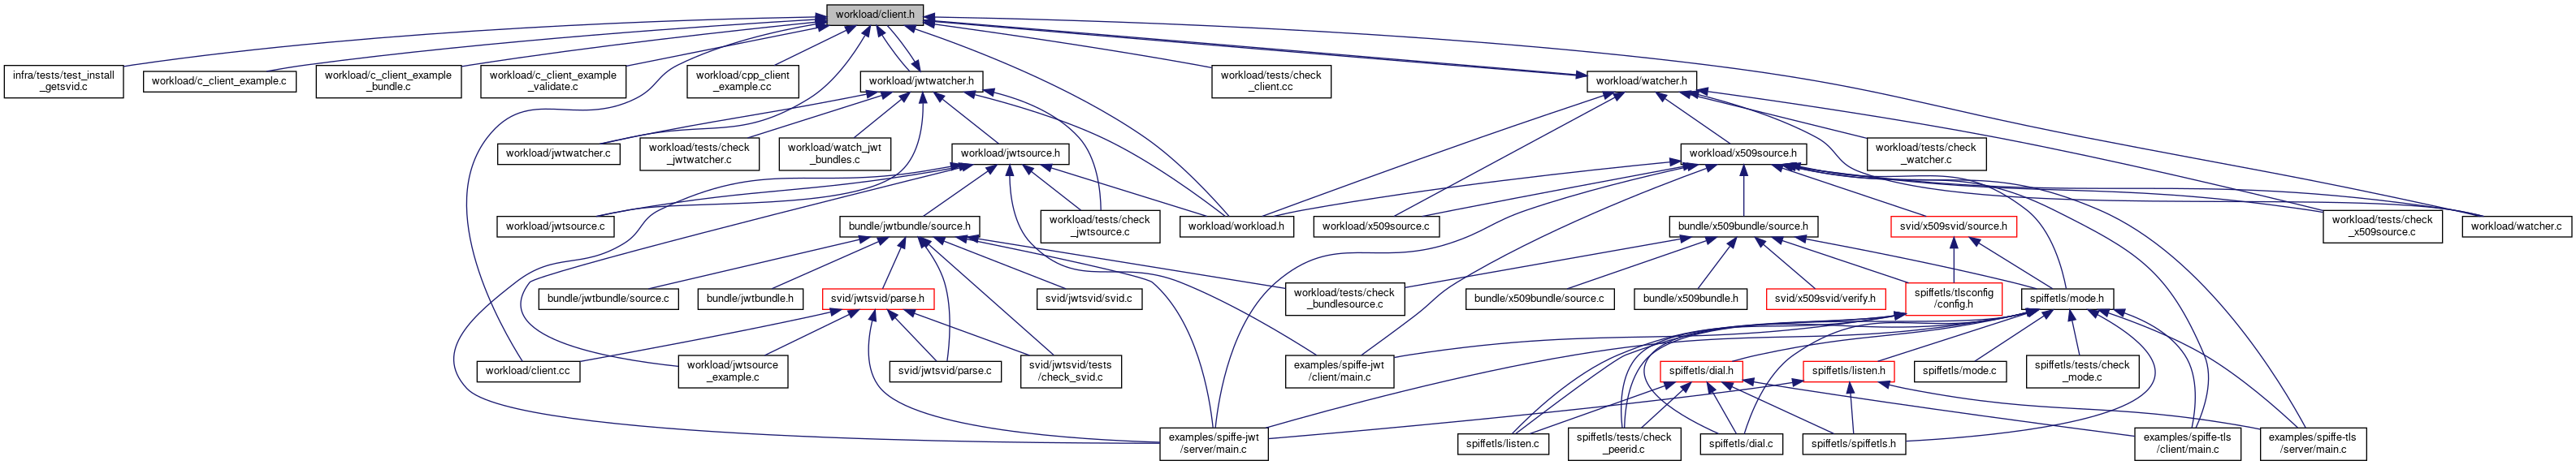 workload/client.h
infra/tests/test_install
_getsvid.c
workload/c_client_example.c
workload/c_client_example
_bundle.c
workload/c_client_example
_validate.c
workload/cpp_client
_example.cc
workload/jwtwatcher.h
workload/tests/check
_client.cc
workload/watcher.h
workload/jwtwatcher.c
workload/tests/check
_jwtwatcher.c
workload/watch_jwt
_bundles.c
workload/jwtsource.h
workload/x509source.h
workload/tests/check
_watcher.c
workload/jwtsource.c
bundle/jwtbundle/source.h
workload/tests/check
_jwtsource.c
workload/workload.h
workload/x509source.c
bundle/x509bundle/source.h
svid/x509svid/source.h
workload/tests/check
_x509source.c
workload/watcher.c
bundle/jwtbundle/source.c
bundle/jwtbundle.h
svid/jwtsvid/parse.h
svid/jwtsvid/svid.c
workload/tests/check
_bundlesource.c
bundle/x509bundle/source.c
bundle/x509bundle.h
svid/x509svid/verify.h
spiffetls/tlsconfig
/config.h
spiffetls/mode.h
workload/client.cc
workload/jwtsource
_example.c
svid/jwtsvid/parse.c
svid/jwtsvid/tests
/check_svid.c
examples/spiffe-jwt
/client/main.c
spiffetls/dial.h
spiffetls/listen.h
spiffetls/mode.c
spiffetls/tests/check
_mode.c
examples/spiffe-jwt
/server/main.c
spiffetls/listen.c
spiffetls/tests/check
_peerid.c
spiffetls/dial.c
spiffetls/spiffetls.h
examples/spiffe-tls
/client/main.c
examples/spiffe-tls
/server/main.c